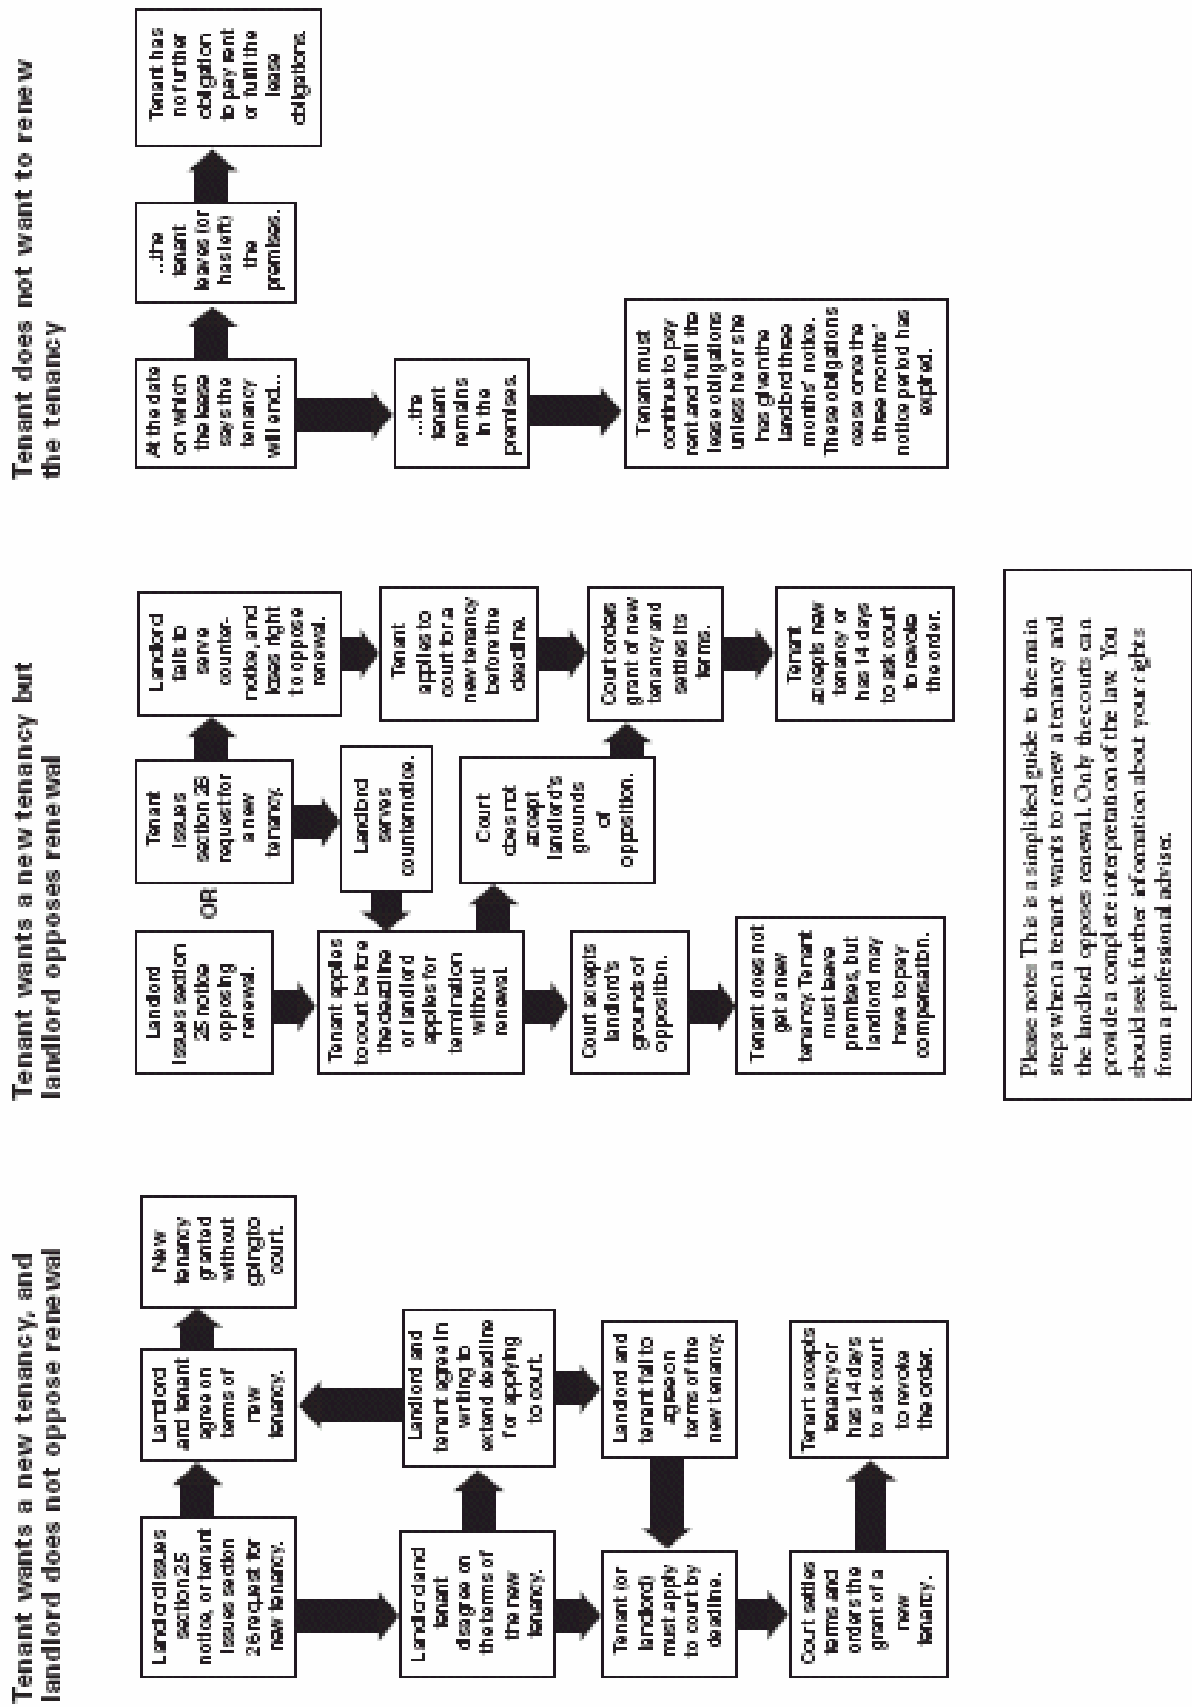 Tenant wants a new tenancy, and
landlord does not oppose renewal
Landlord issues
section 25
notice, or tenant
issues section
26 request for
new tenancy.
Landlord
and tenant
agree on
terms of
new
tenancy.
New
tenancy
granted
without
going to
court.
Landlord and
tenant
disagree on
the terms of
the new
tenancy.
Landlord and
tenant agree in
writing to
extend deadline
for applying
to court.
Tenant (or
landlord)
must apply
to court by
deadline.
Landlord and
tenant fail to
agree on
terms of the
new tenancy.
Court settles
terms and
orders the
grant of a
new
tenancy.
Tenant accepts
tenancy or
has 14 days
to ask court
to revoke
the order.
Tenant wants a new tenancy but
landlord opposes renewal
Landlord
issues section
25 notice
opposing
renewal.
OR
Tenant
issues
section 26
request for
a new
tenancy.
Landlord
fails to
serve
counter-
notice, and
loses right
to oppose
renewal.
Tenant applies
to court before
the deadline
or landlord
applies for
termination
without
renewal.
Landlord
serves
counternotice.
Tenant
applies to
court for a
new tenancy
before the
deadline.
Court accepts
landlord's
grounds of
opposition.
Court
does not
accept
landlord's
grounds
of
opposition.
Court orders
grant of new
tenancy and
settles its
terms.
Tenant does not
get a new
tenancy. Tenant
must leave
premises, but
landlord may
have to pay
compensation.
Tenant
accepts new
tenancy or
has 14 days
to ask court
to revoke
the order.
Please note: This is a simplified guide to the main
steps when a tenant wants to renew a tenancy and
the landlord opposes renewal. Only the courts can
provide a complete interpretation of the law. You
should seek further information about your rights
from a professional adviser.
Tenant does not want to renew
the tenancy
At the date
on which
the lease
says the
tenancy
will end...
...the
tenant
leaves (or
has left)
the
premises.
Tenant has
no further
obligation
to pay rent
or fulfil the
lease
obligations.
...the
tenant
remains
in the
premises.
Tenant must
continue to pay
rent and fulfil the
lease obligations
unless he or she
has given the
landlord three
months' notice.
These obligations
cease once the
three months'
notice period has
expired.